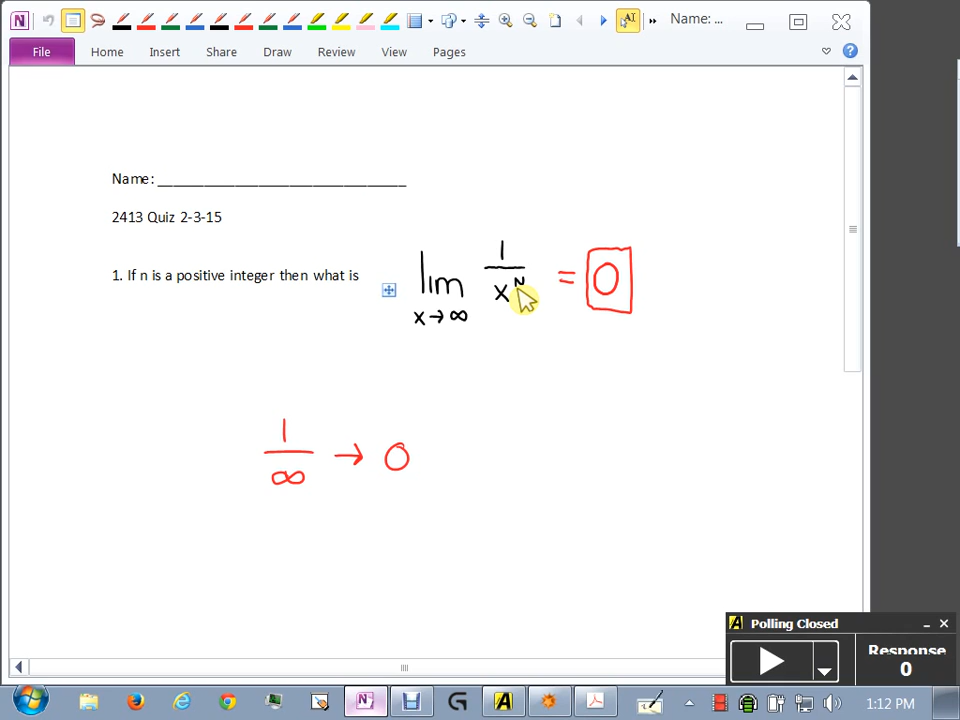 Name: ...
File
Home
Insert
Share
Draw
Review
View
Pages
Name: ______________________________
2413 Quiz 2-3-15
1. If n is a positive integer then what is
lim x→∞ 1/x^N = 0
1/∞ → 0
Polling Closed
Response
0
1:12 PM